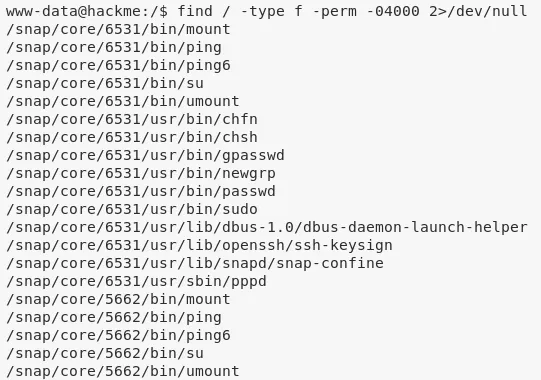 www-data@hackme:/$ find / -type f -perm -04000 2>/dev/null
/snap/core/6531/bin/mount
/snap/core/6531/bin/ping
/snap/core/6531/bin/ping6
/snap/core/6531/bin/su
/snap/core/6531/bin/umount
/snap/core/6531/usr/bin/chfn
/snap/core/6531/usr/bin/chsh
/snap/core/6531/usr/bin/gpasswd
/snap/core/6531/usr/bin/newgrp
/snap/core/6531/usr/bin/passwd
/snap/core/6531/usr/bin/sudo
/snap/core/6531/usr/lib/dbus-1.0/dbus-daemon-launch-helper
/snap/core/6531/usr/lib/openssh/ssh-keysign
/snap/core/6531/usr/lib/snapd/snap-confine
/snap/core/6531/usr/sbin/pppd
/snap/core/5662/bin/mount
/snap/core/5662/bin/ping
/snap/core/5662/bin/ping6
/snap/core/5662/bin/su
/snap/core/5662/bin/umount